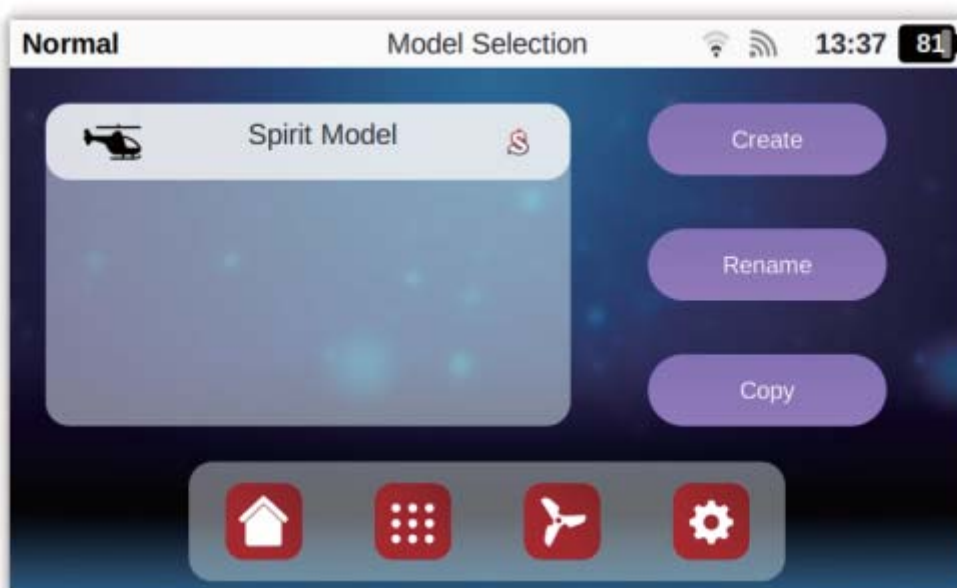 Normal Model Selection 13:37 81
Spirit Model
Create
Rename
Copy